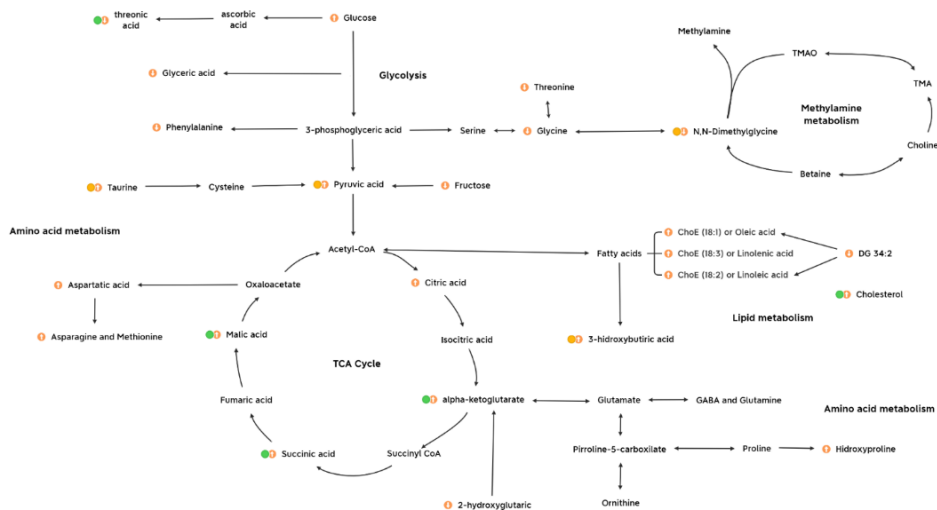 threonic
acid
ascorbic
acid
Glucose
Methylamine
TMAO
Glyceric acid
Glycolysis
Threonine
TMA
Methylamine
metabolism
Phenylalanine
3-phosphoglyceric acid
Serine
Glycine
N,N-Dimethylglycine
Choline
Betaine
Taurine
Cysteine
Pyruvic acid
Fructose
Amino acid metabolism
Acetyl-CoA
Fatty acids
ChoE (18:1) or Oleic acid
ChoE (18:3) or Linolenic acid
ChoE (18:2) or Linoleic acid
DG 34:2
Aspartatic acid
Oxaloacetate
Citric acid
Cholesterol
Lipid metabolism
Asparagine and Methionine
Malic acid
Isocitric acid
3-hidroxybutiric acid
TCA Cycle
Fumaric acid
alpha-ketoglutarate
Glutamate
GABA and Glutamine
Amino acid metabolism
Succinic acid
Succinyl CoA
Pirroline-5-carboxilate
Proline
Hidroxyproline
2-hydroxyglutaric
Ornithine